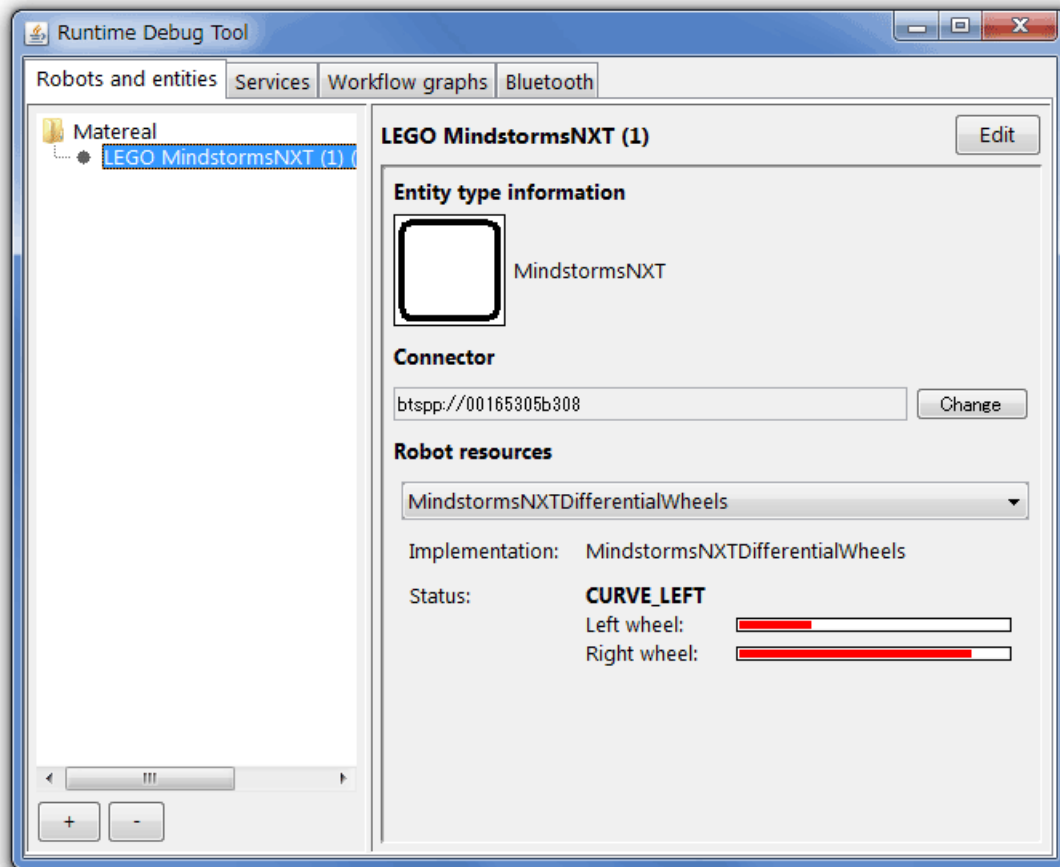 Runtime Debug Tool
Robots and entities Services Workflow graphs Bluetooth
Matereal
LEGO MindstormsNXT (1) (
LEGO MindstormsNXT (1) Edit
Entity type information
MindstormsNXT
Connector
btspp://00165305b308 Change
Robot resources
MindstormsNXTDifferentialWheels
Implementation: MindstormsNXTDifferentialWheels
Status: CURVE_LEFT
Left wheel:
Right wheel:
+ -